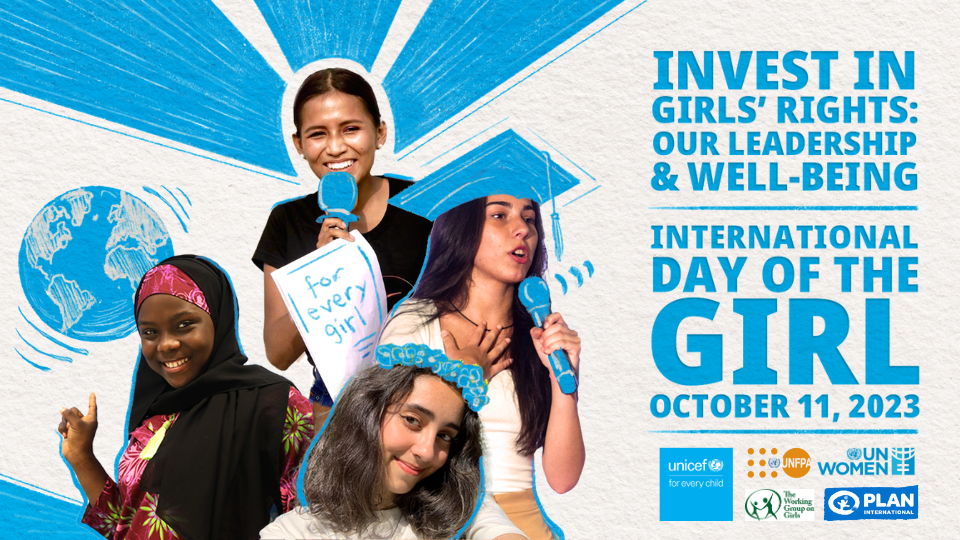 for
every
girl
INVEST IN
GIRLS' RIGHTS:
OUR LEADERSHIP
& WELL-BEING
INTERNATIONAL
DAY OF THE
GIRL
OCTOBER 11, 2023
unicef
for every child
UNFPA
UN
WOMEN
The
Working
Group on
Girls
PLAN
INTERNATIONAL